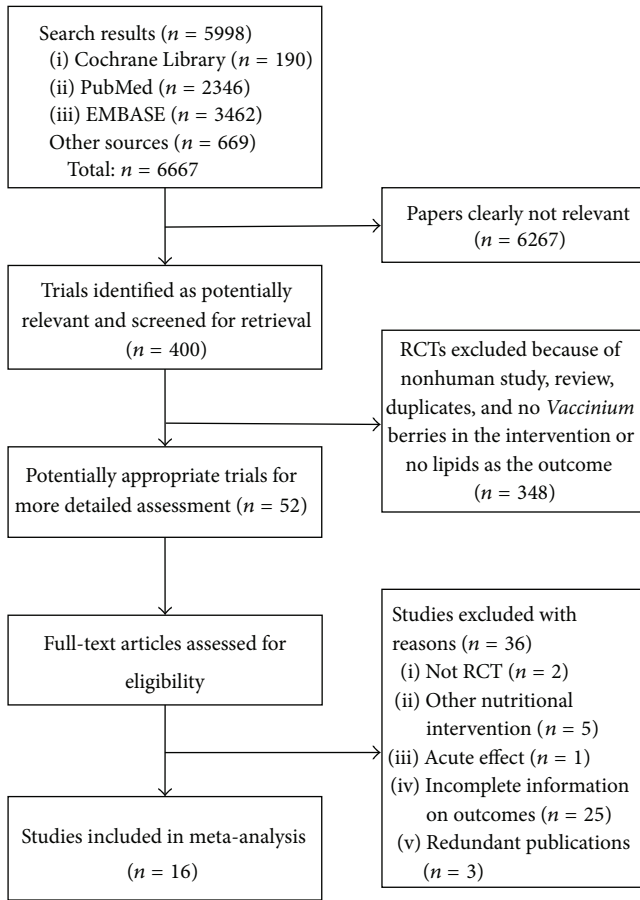 Search results (n = 5998)
(i) Cochrane Library (n = 190)
(ii) PubMed (n = 2346)
(iii) EMBASE (n = 3462)
Other sources (n = 669)
Total: n = 6667
Papers clearly not relevant
(n = 6267)
Trials identified as potentially
relevant and screened for retrieval
(n = 400)
RCTs excluded because of
nonhuman study, review,
duplicates, and no Vaccinium
berries in the intervention or
no lipids as the outcome
(n = 348)
Potentially appropriate trials for
more detailed assessment (n = 52)
Full-text articles assessed for
eligibility
Studies excluded with
reasons (n = 36)
(i) Not RCT (n = 2)
(ii) Other nutritional
intervention (n = 5)
(iii) Acute effect (n = 1)
(iv) Incomplete information
on outcomes (n = 25)
(v) Redundant publications
(n = 3)
Studies included in meta-analysis
(n = 16)